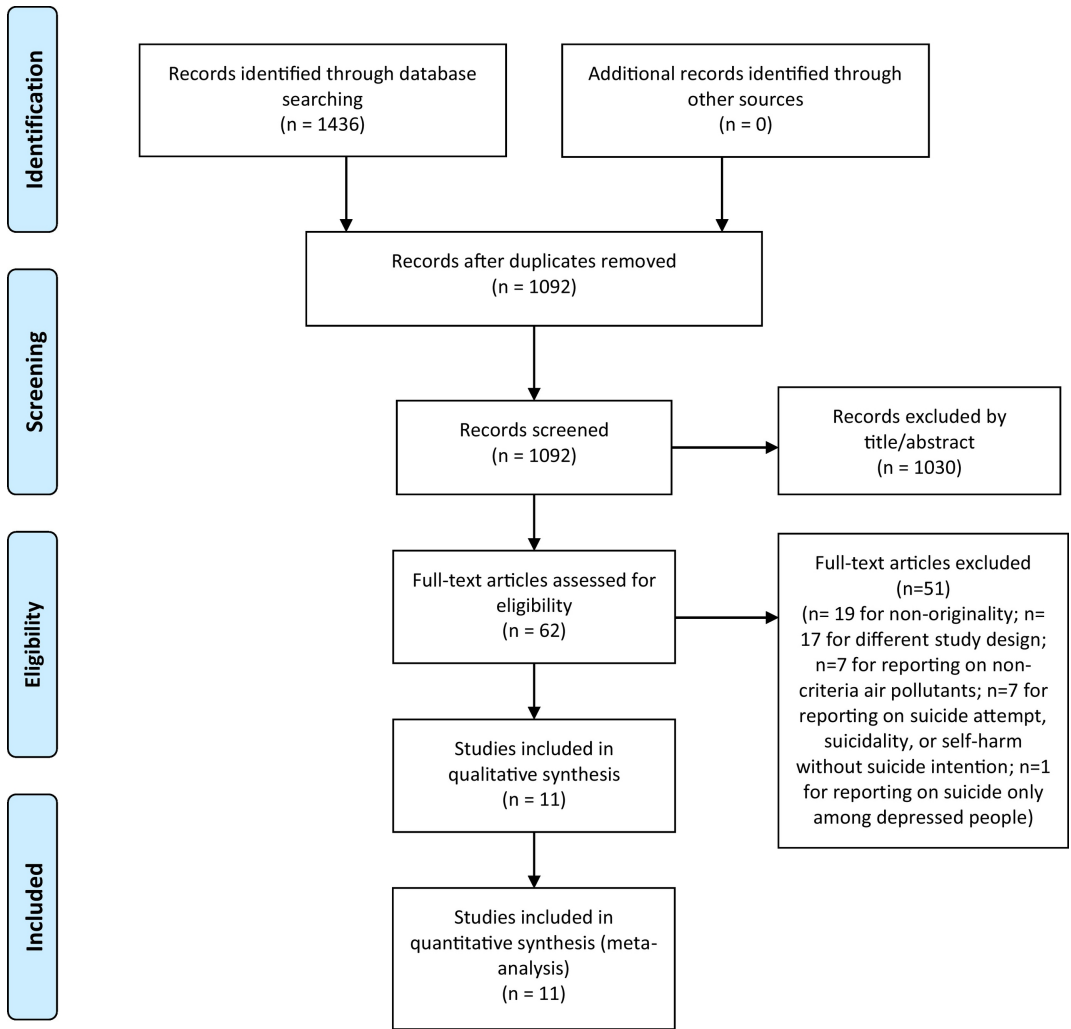 Identification
Records identified through database
searching
(n = 1436)
Additional records identified through
other sources
(n = 0)
Records after duplicates removed
(n = 1092)
Screening
Records screened
(n = 1092)
Records excluded by
title/abstract
(n = 1030)
Eligibility
Full-text articles assessed for
eligibility
(n = 62)
Full-text articles excluded
(n=51)
(n= 19 for non-originality; n=
17 for different study design;
n=7 for reporting on non-
criteria air pollutants; n=7 for
reporting on suicide attempt,
suicidality, or self-harm
without suicide intention; n=1
for reporting on suicide only
among depressed people)
Studies included in
qualitative synthesis
(n = 11)
Included
Studies included in
quantitative synthesis (meta-
analysis)
(n = 11)